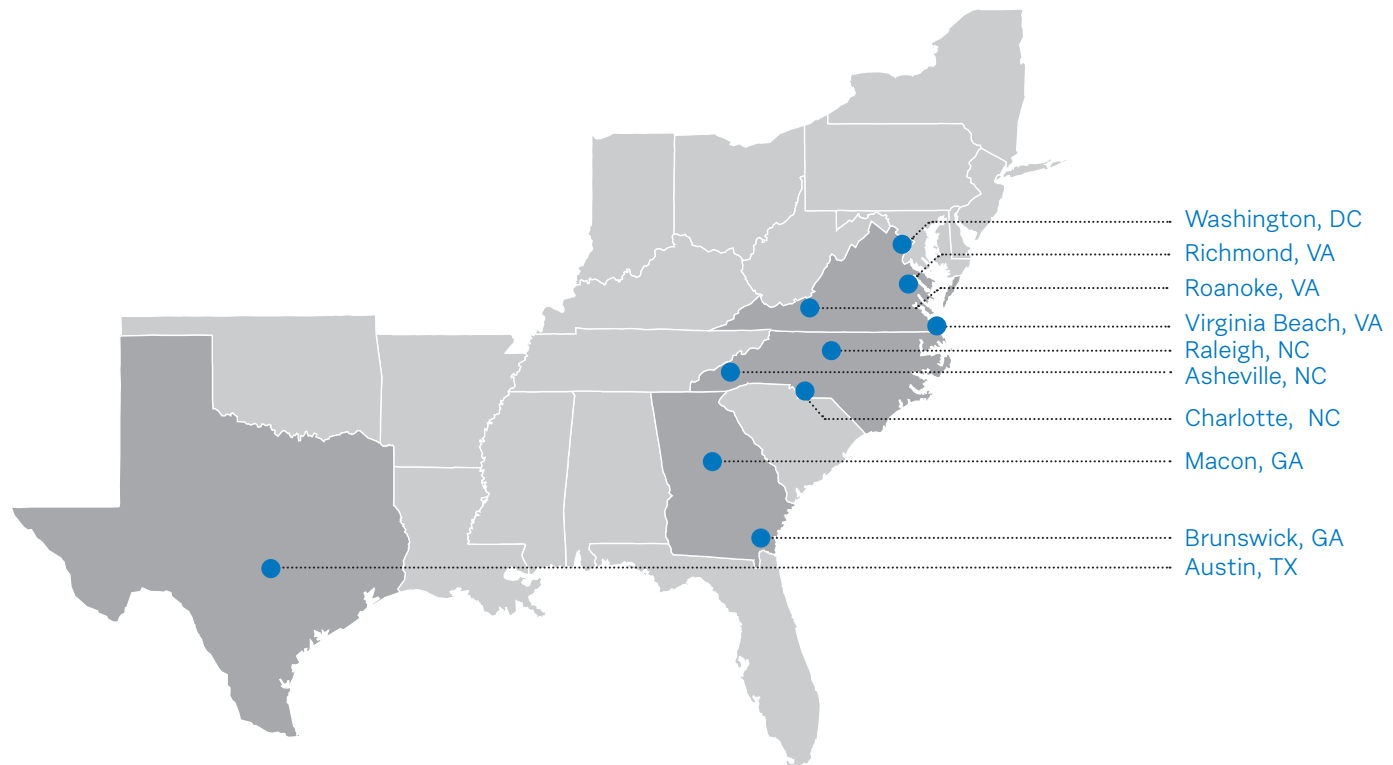 Washington, DC
Richmond, VA
Roanoke, VA
Virginia Beach, VA
Raleigh, NC
Asheville, NC
Charlotte,  NC
Macon, GA
Brunswick, GA
Austin, TX